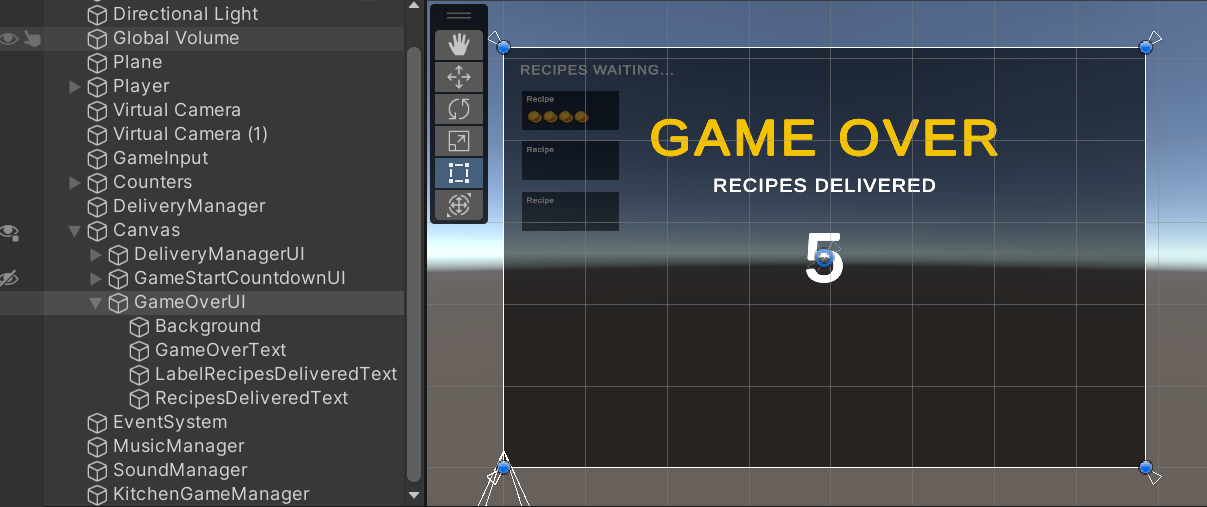 Directional Light
Global Volume
Plane
Player
Virtual Camera
Virtual Camera (1)
GameInput
Counters
DeliveryManager
Canvas
DeliveryManagerUI
GameStartCountdownUI
GameOverUI
Background
GameOverText
LabelRecipesDeliveredText
RecipesDeliveredText
EventSystem
MusicManager
SoundManager
KitchenGameManager
RECIPES WAITING...
Recipe
Recipe
Recipe
GAME OVER
RECIPES DELIVERED
5